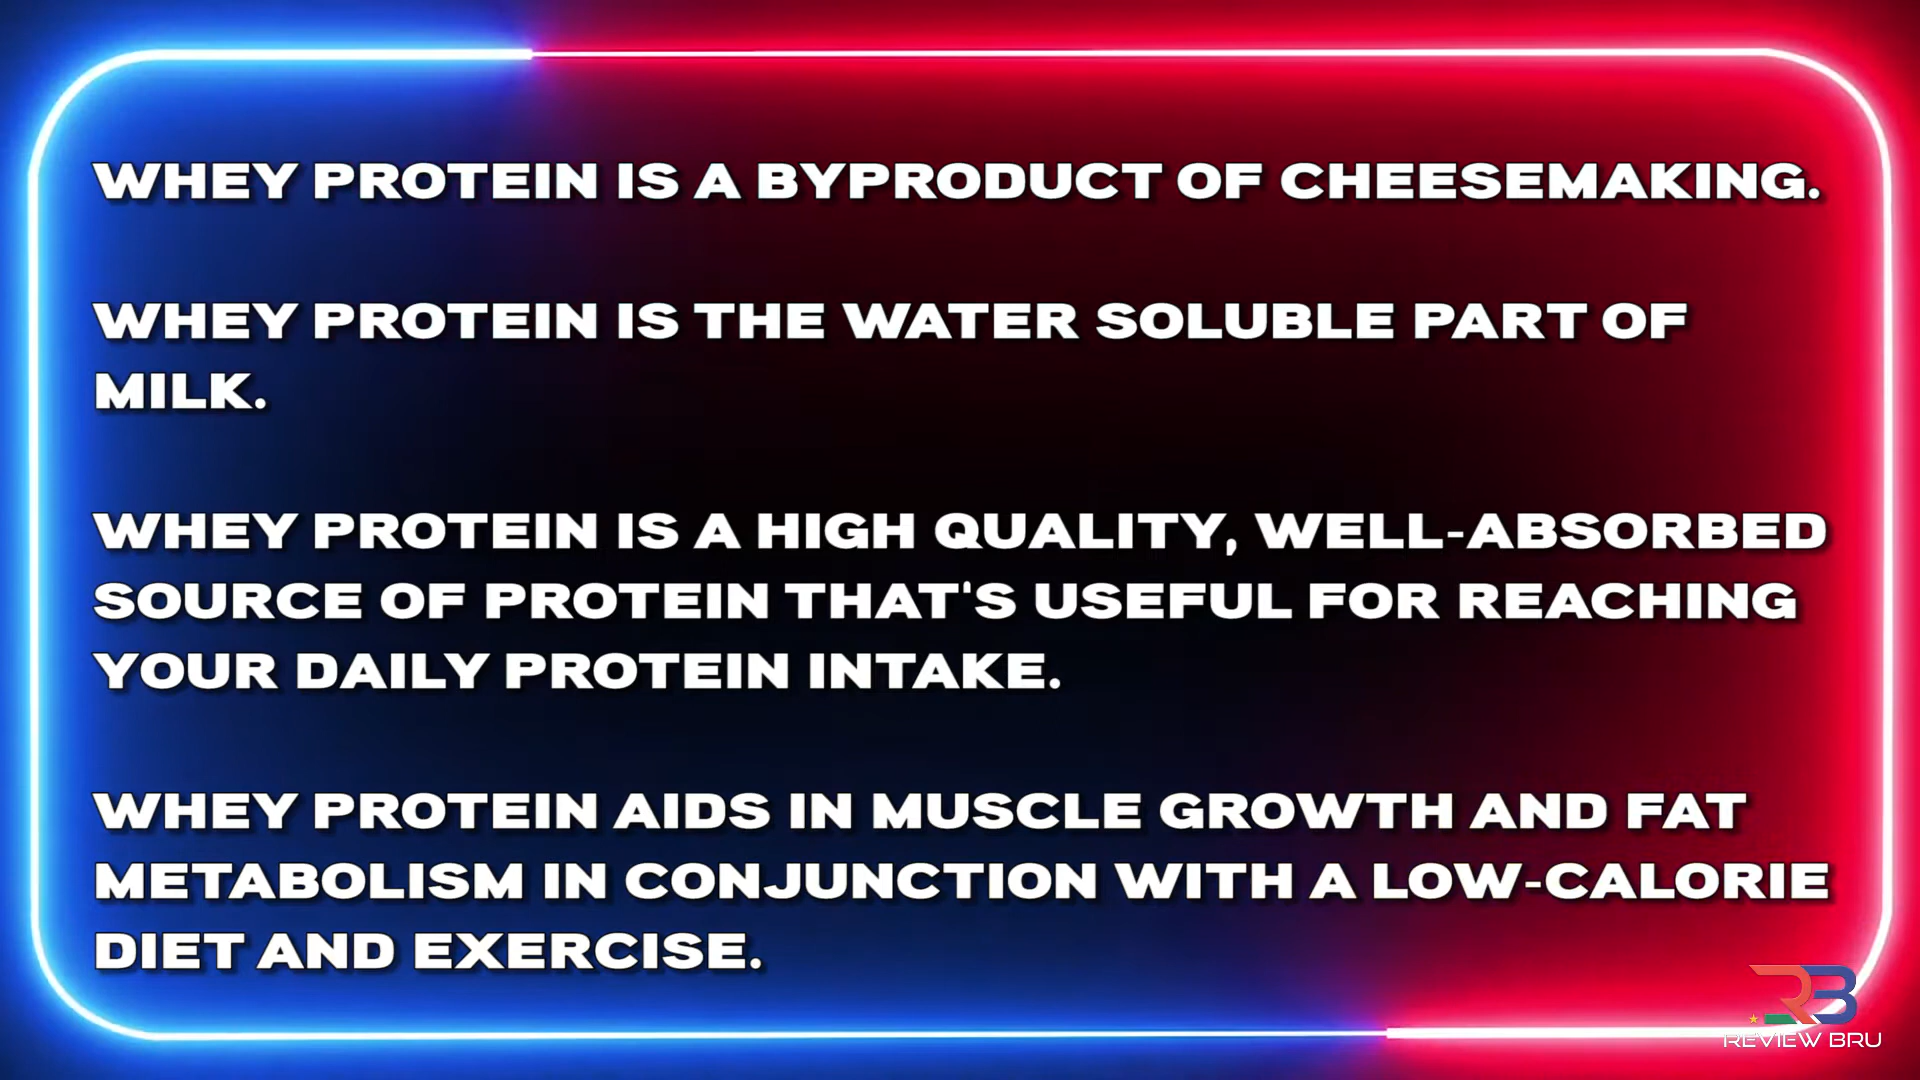 WHEY PROTEIN IS A BYPRODUCT OF CHEESEMAKING.
WHEY PROTEIN IS THE WATER SOLUBLE PART OF
MILK.
WHEY PROTEIN IS A HIGH QUALITY, WELL-ABSORBED
SOURCE OF PROTEIN THAT'S USEFUL FOR REACHING
YOUR DAILY PROTEIN INTAKE.
WHEY PROTEIN AIDS IN MUSCLE GROWTH AND FAT
METABOLISM IN CONJUNCTION WITH A LOW-CALORIE
DIET AND EXERCISE.
RB
REVIEW BRU